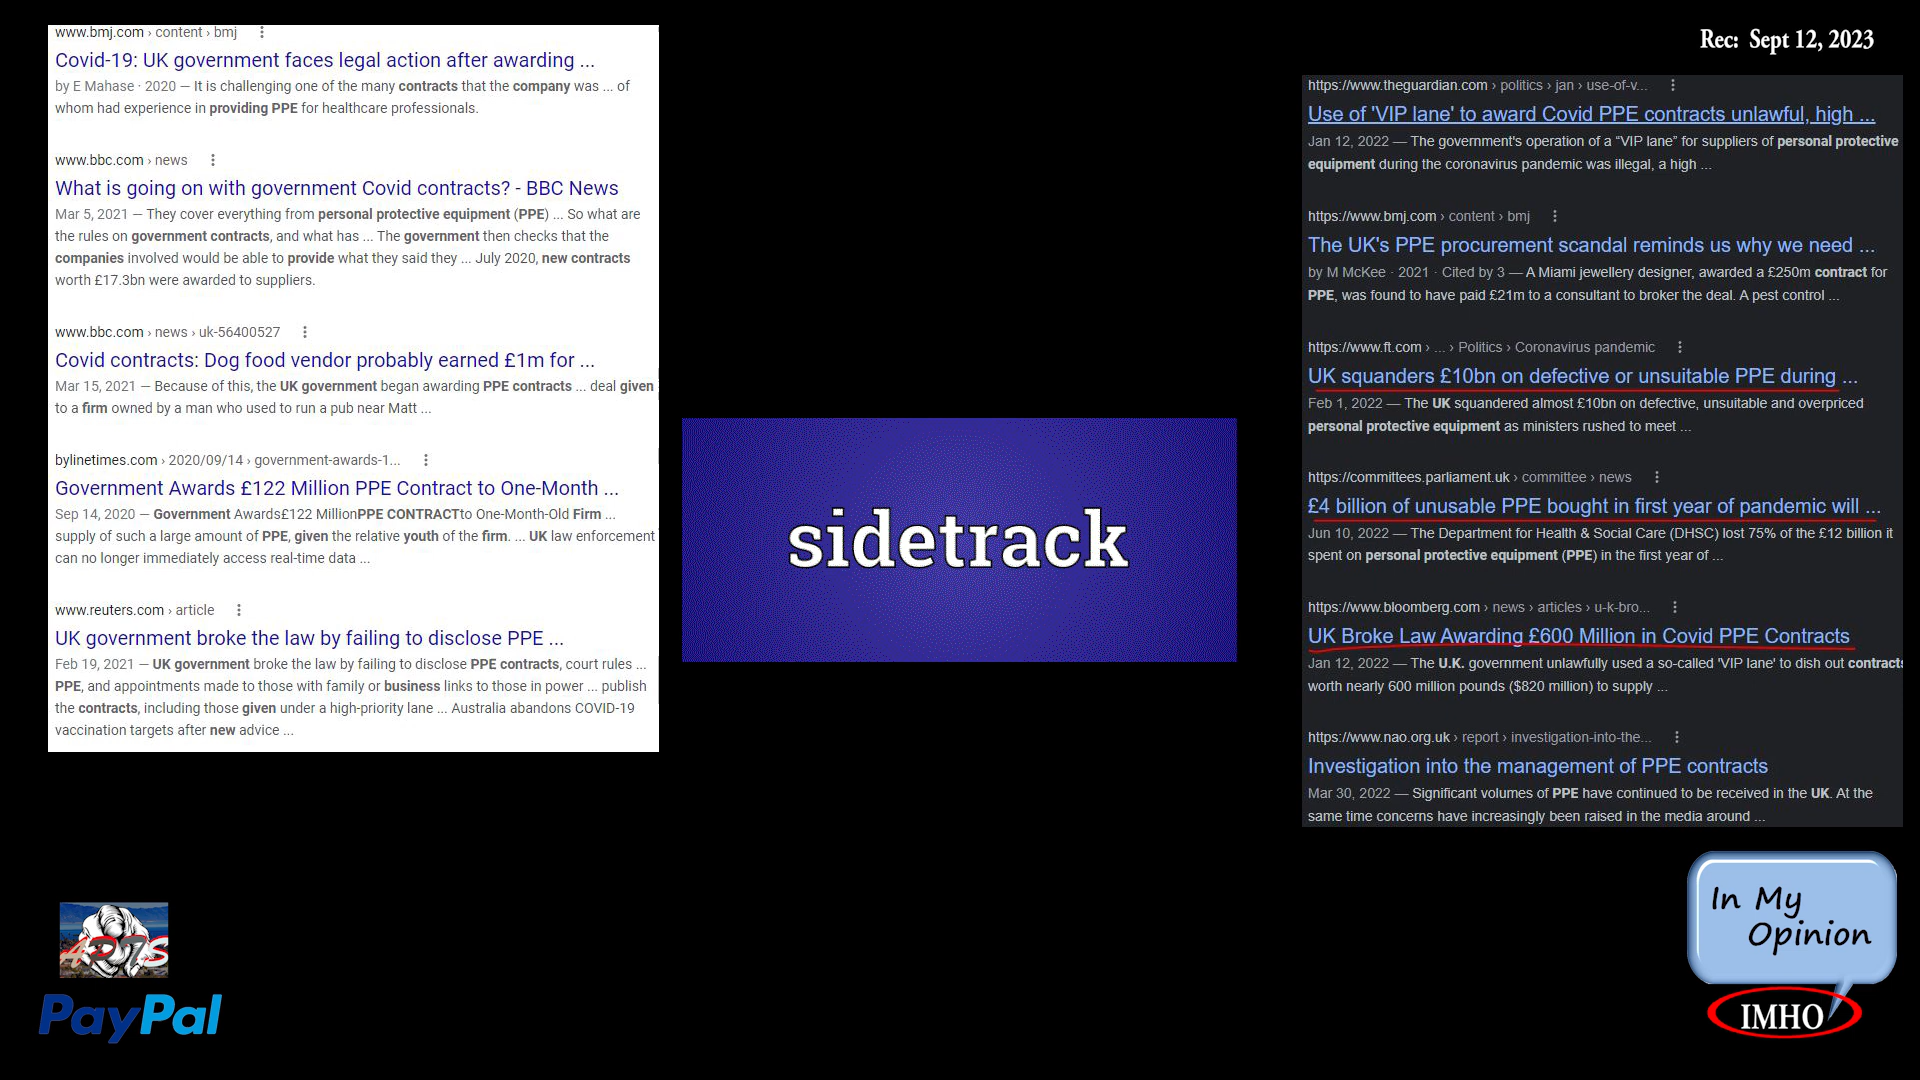 www.bmj.com › content › bmj
Covid-19: UK government faces legal action after awarding ...
by E Mahase · 2020 — It is challenging one of the many contracts that the company was ... of
whom had experience in providing PPE for healthcare professionals.
www.bbc.com › news
What is going on with government Covid contracts? - BBC News
Mar 5, 2021 — They cover everything from personal protective equipment (PPE) ... So what are
the rules on government contracts, and what has ... The government then checks that the
companies involved would be able to provide what they said they ... July 2020, new contracts
worth £17.3bn were awarded to suppliers.
www.bbc.com › news › uk-56400527
Covid contracts: Dog food vendor probably earned £1m for ...
Mar 15, 2021 — Because of this, the UK government began awarding PPE contracts ... deal given
to a firm owned by a man who used to run a pub near Matt ...
bylinetimes.com › 2020/09/14 › government-awards-1...
Government Awards £122 Million PPE Contract to One-Month ...
Sep 14, 2020 — Government Awards£122 MillionPPE CONTRACTto One-Month-Old Firm ...
supply of such a large amount of PPE, given the relative youth of the firm. ... UK law enforcement
can no longer immediately access real-time data ...
www.reuters.com › article
UK government broke the law by failing to disclose PPE ...
Feb 19, 2021 — UK government broke the law by failing to disclose PPE contracts, court rules ...
PPE, and appointments made to those with family or business links to those in power ... publish
the contracts, including those given under a high-priority lane ... Australia abandons COVID-19
vaccination targets after new advice ...
sidetrack
Rec: Sept 12, 2023
https://www.theguardian.com › politics › jan › use-of-v...
Use of 'VIP lane' to award Covid PPE contracts unlawful, high ...
Jan 12, 2022 — The government's operation of a “VIP lane” for suppliers of personal protective
equipment during the coronavirus pandemic was illegal, a high ...
https://www.bmj.com › content › bmj
The UK's PPE procurement scandal reminds us why we need ...
by M McKee · 2021 · Cited by 3 — A Miami jewellery designer, awarded a £250m contract for
PPE, was found to have paid £21m to a consultant to broker the deal. A pest control ...
https://www.ft.com › ... › Politics › Coronavirus pandemic
UK squanders £10bn on defective or unsuitable PPE during ...
Feb 1, 2022 — The UK squandered almost £10bn on defective, unsuitable and overpriced
personal protective equipment as ministers rushed to meet ...
https://committees.parliament.uk › committee › news
£4 billion of unusable PPE bought in first year of pandemic will ...
Jun 10, 2022 — The Department for Health & Social Care (DHSC) lost 75% of the £12 billion it
spent on personal protective equipment (PPE) in the first year of ...
https://www.bloomberg.com › news › articles › u-k-bro...
UK Broke Law Awarding £600 Million in Covid PPE Contracts
Jan 12, 2022 — The U.K. government unlawfully used a so-called 'VIP lane' to dish out contracts
worth nearly 600 million pounds ($820 million) to supply ...
https://www.nao.org.uk › report › investigation-into-the...
Investigation into the management of PPE contracts
Mar 30, 2022 — Significant volumes of PPE have continued to be received in the UK. At the
same time concerns have increasingly been raised in the media around ...
PayPal
In My
Opinion
IMHO